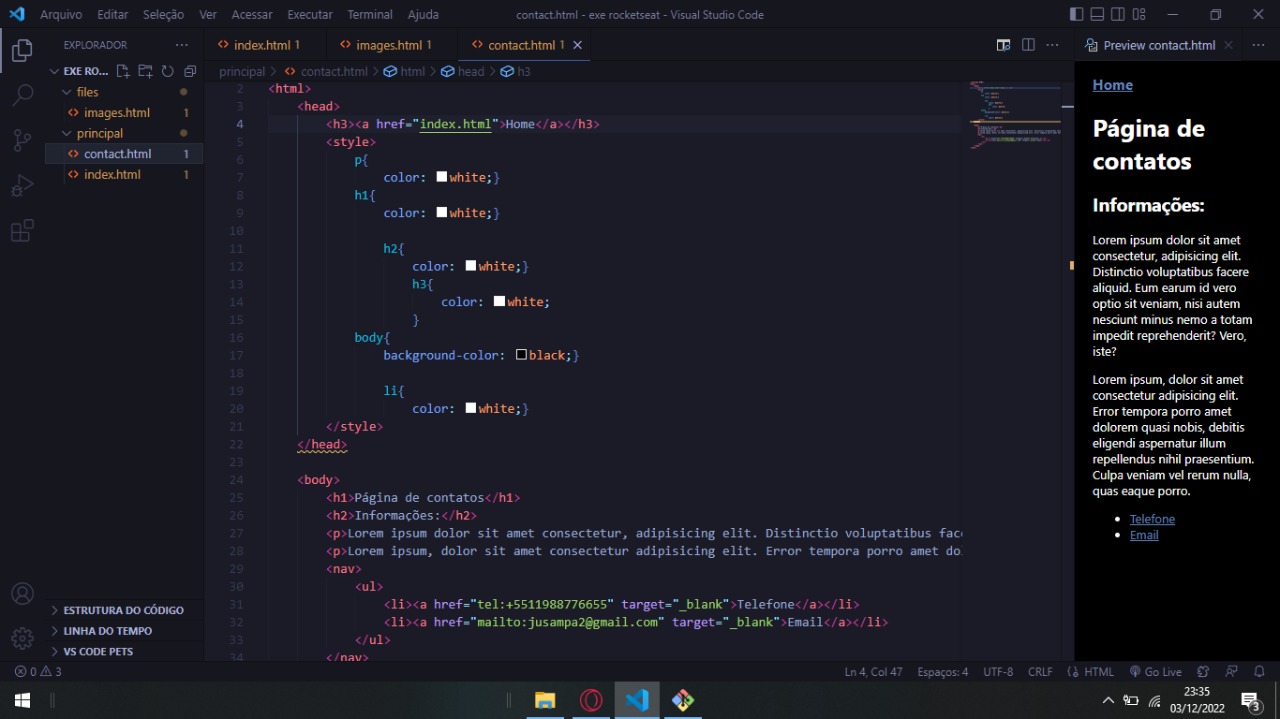 Arquivo Editar Seleção Ver Acessar Executar Terminal Ajuda contact.html - exe rocketseat - Visual Studio Code
EXPLORADOR ··· index.html 1 images.html 1 contact.html 1 Preview contact.html
EXE RO...
files
images.html 1
principal
contact.html 1
index.html 1
ESTRUTURA DO CÓDIGO
LINHA DO TEMPO
VS CODE PETS
principal > contact.html > html > head > h3
2 <html>
3 <head>
4 <h3><a href="index.html">Home</a></h3>
5 <style>
6 p{
7 color: white;}
8 h1{
9 color: white;}
10
11 h2{
12 color: white;}
13 h3{
14 color: white;
15 }
16 body{
17 background-color: black;}
18
19 li{
20 color: white;}
21 </style>
22 </head>
23
24 <body>
25 <h1>Página de contatos</h1>
26 <h2>Informações:</h2>
27 <p>Lorem ipsum dolor sit amet consectetur, adipisicing elit. Distinctio voluptatibus face
28 <p>Lorem ipsum, dolor sit amet consectetur adipisicing elit. Error tempora porro amet do
29 <nav>
30 <ul>
31 <li><a href="tel:+5511988776655" target="_blank">Telefone</a></li>
32 <li><a href="mailto:jusampa2@gmail.com" target="_blank">Email</a></li>
33 </ul>
34 </nav>
Home
Página de
contatos
Informações:
Lorem ipsum dolor sit amet
consectetur, adipisicing elit.
Distinctio voluptatibus facere
aliquid. Eum earum id vero
optio sit veniam, nisi autem
nesciunt minus nemo a totam
impedit reprehenderit? Vero,
iste?
Lorem ipsum, dolor sit amet
consectetur adipisicing elit.
Error tempora porro amet
dolorem quasi nobis, debitis
eligendi aspernatur illum
repellendus nihil praesentium.
Culpa veniam vel rerum nulla,
quas eaque porro.
Telefone
Email
0 3 Ln 4, Col 47 Espaços: 4 UTF-8 CRLF HTML Go Live
23:35
03/12/2022
3